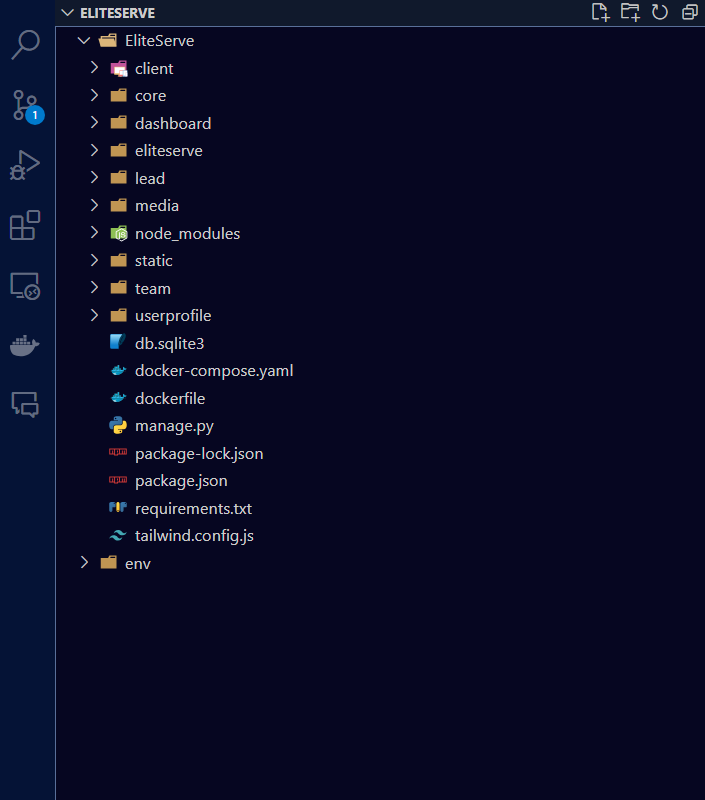 ELITESERVE
EliteServe
client
core
dashboard
eliteserve
lead
media
node_modules
static
team
userprofile
db.sqlite3
docker-compose.yaml
dockerfile
manage.py
package-lock.json
package.json
requirements.txt
tailwind.config.js
env
1